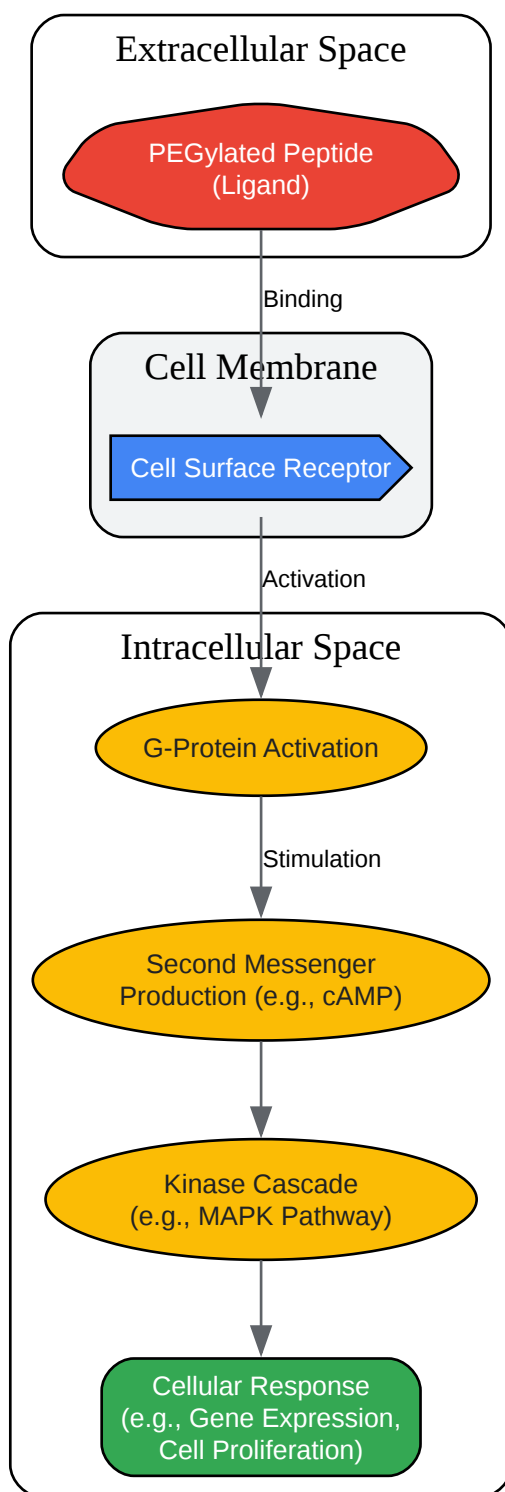 Extracellular Space
PEGylated Peptide
(Ligand)
Binding
Cell Membrane
Cell Surface Receptor
Activation
Intracellular Space
G-Protein Activation
Stimulation
Second Messenger
Production (e.g., cAMP)
Kinase Cascade
(e.g., MAPK Pathway)
Cellular Response
(e.g., Gene Expression,
Cell Proliferation)